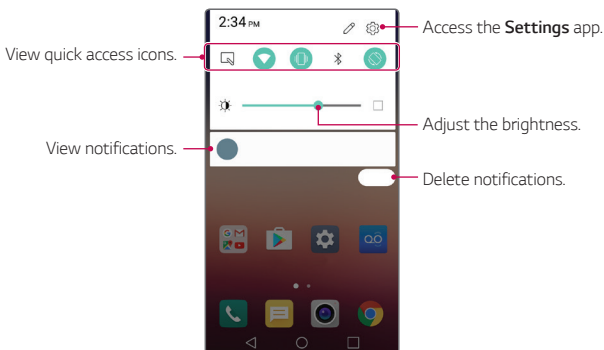 2:34 PM
Access the Settings app.
View quick access icons.
Adjust the brightness.
View notifications.
Delete notifications.